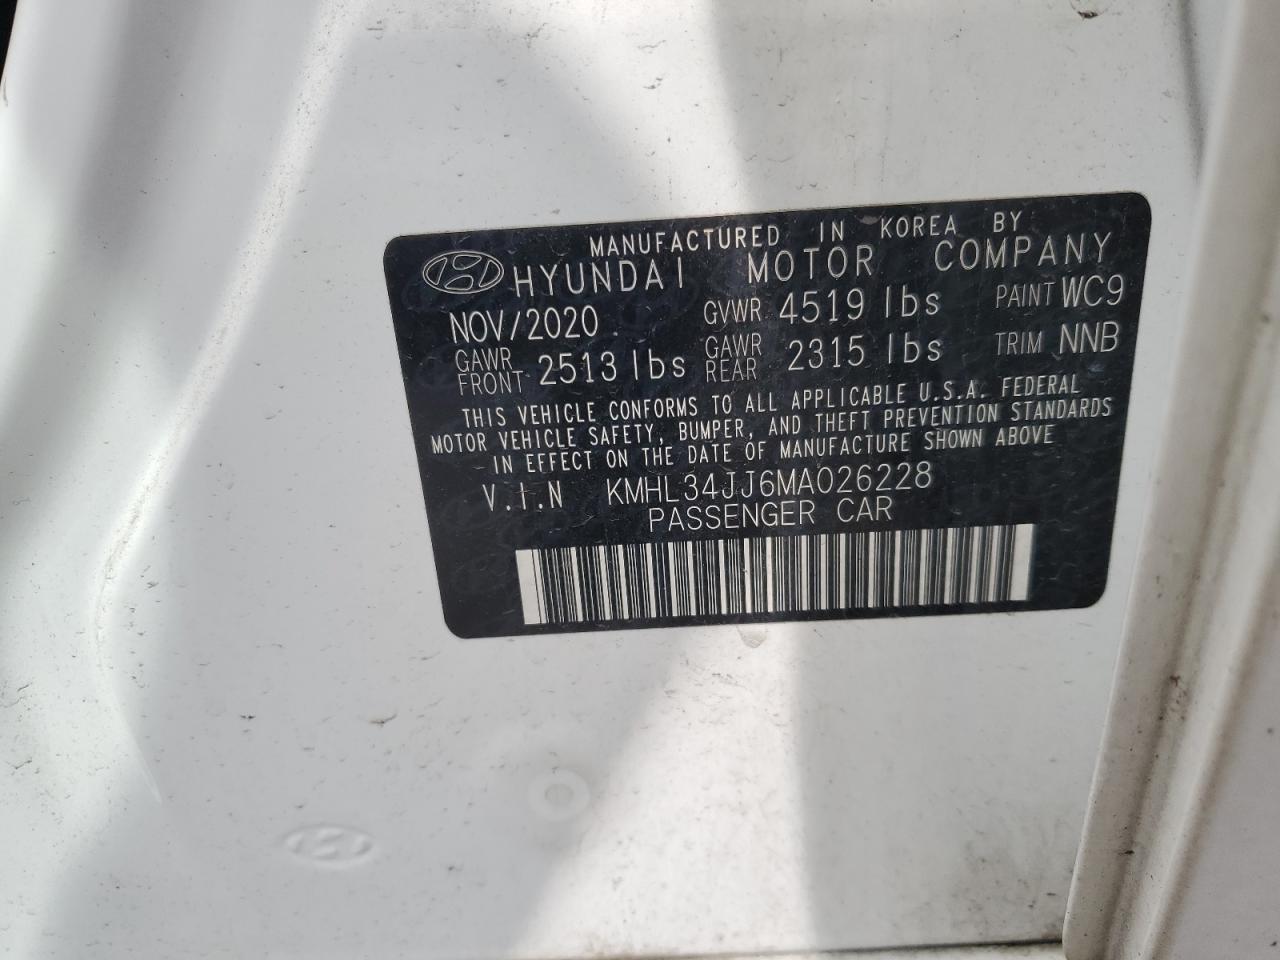 MANUFACTURED IN KOREA BY
HYUNDAI MOTOR COMPANY
NOV/2020 GVWR 4519 lbs PAINT WC9
GAWR FRONT 2513 lbs GAWR REAR 2315 lbs TRIM NNB
THIS VEHICLE CONFORMS TO ALL APPLICABLE U.S.A. FEDERAL
MOTOR VEHICLE SAFETY, BUMPER, AND THEFT PREVENTION STANDARDS
IN EFFECT ON THE DATE OF MANUFACTURE SHOWN ABOVE
V.I.N KMHL34JJ6MA026228
PASSENGER CAR